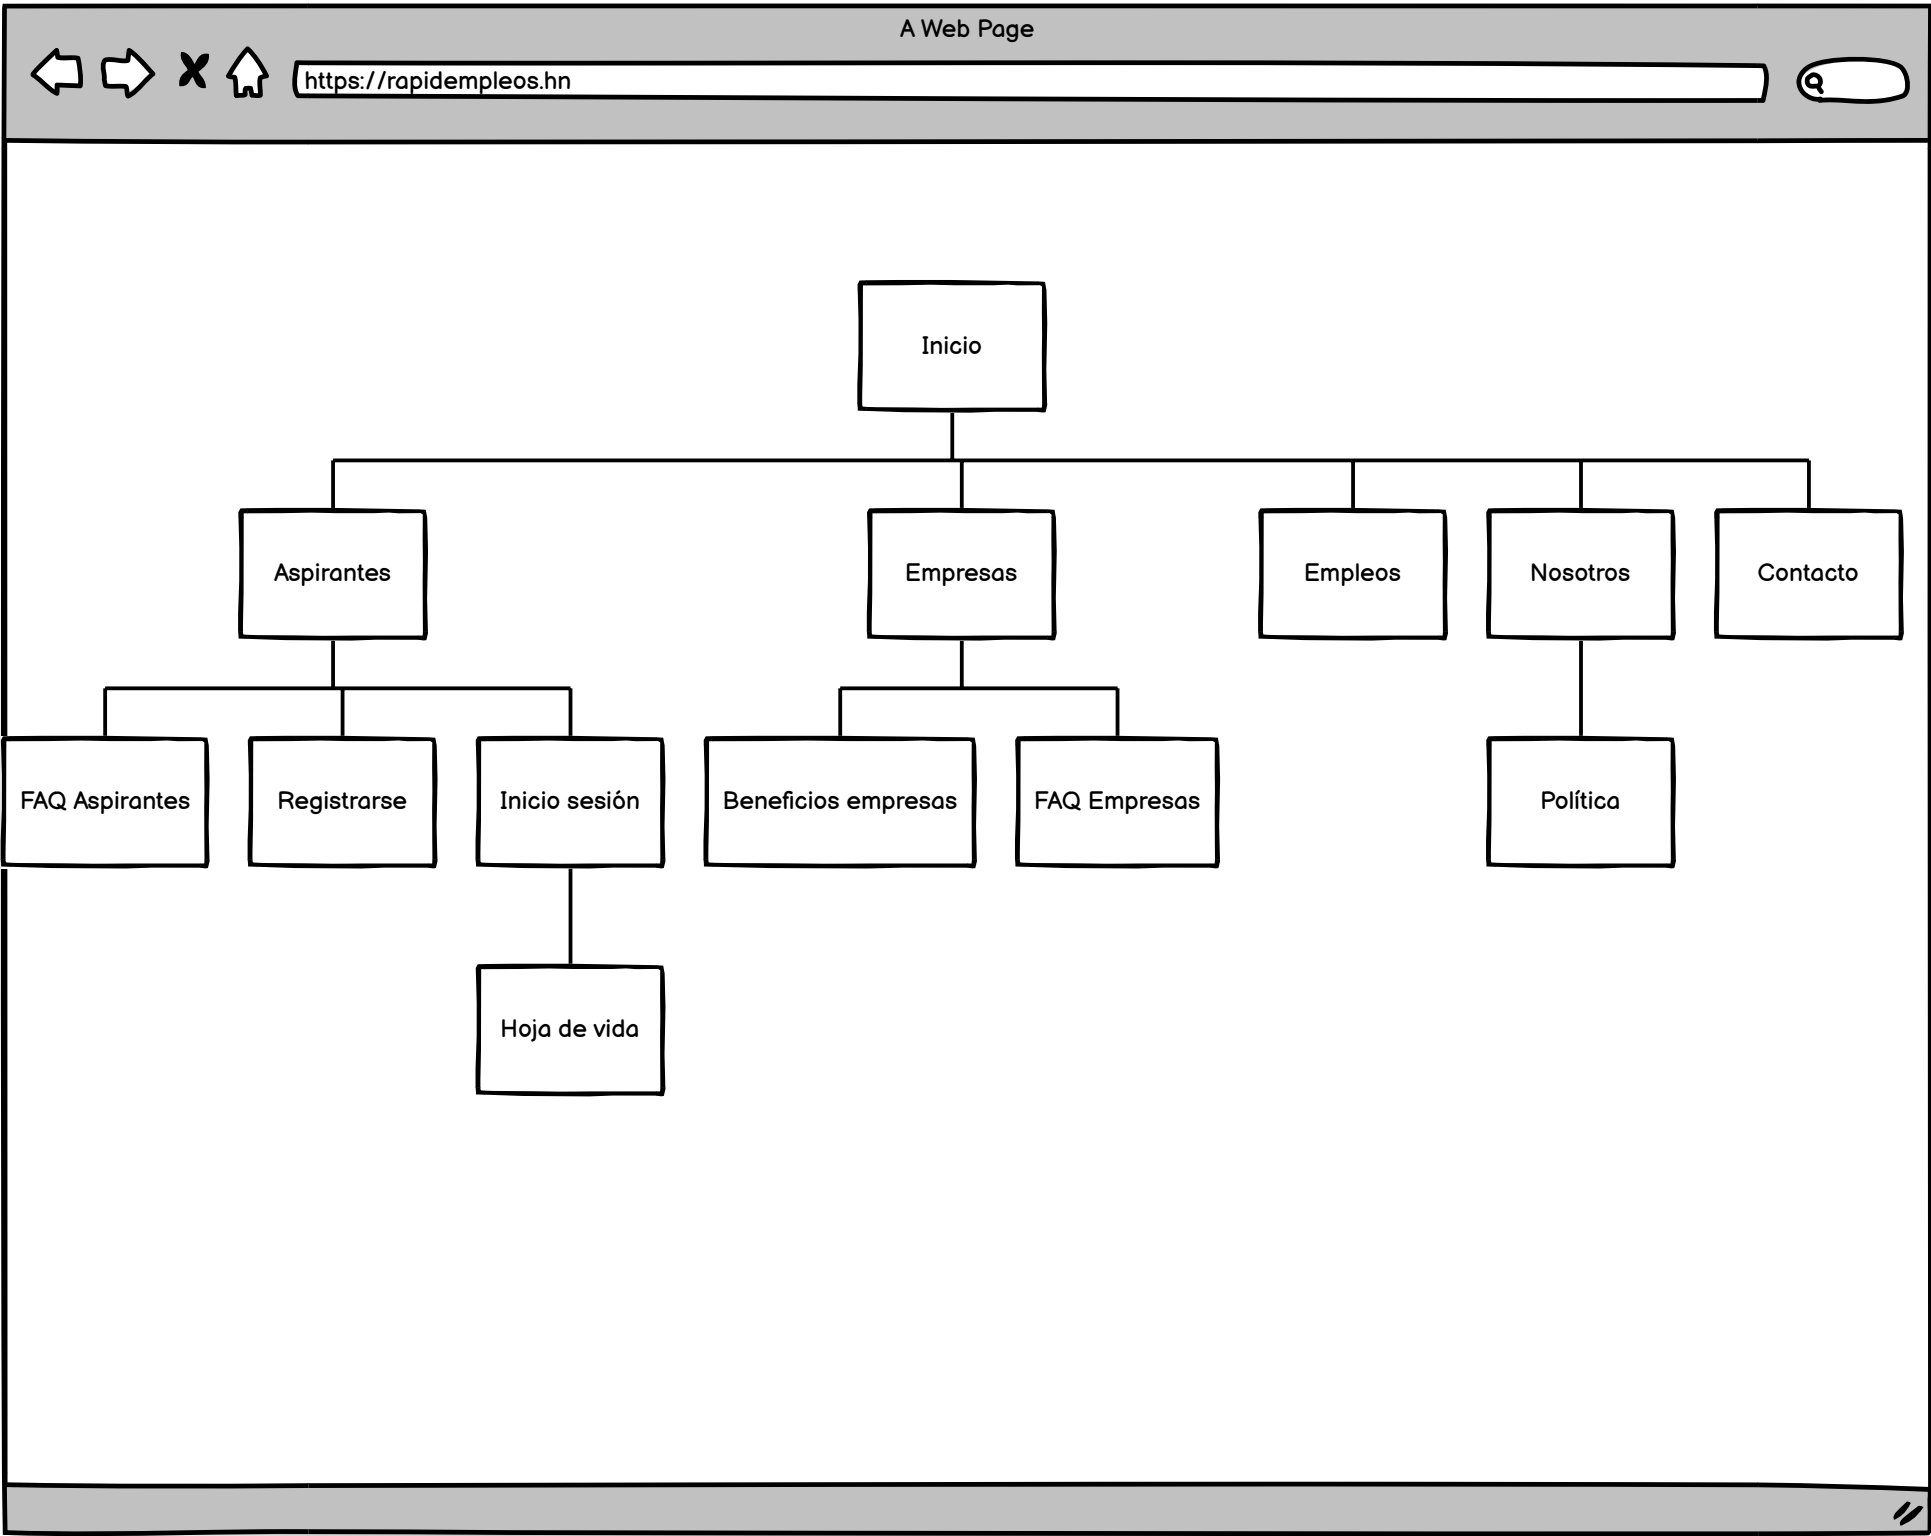 A Web Page
https://rapidempleos.hn
Inicio
Aspirantes
Empresas
Empleos
Nosotros
Contacto
FAQ Aspirantes
Registrarse
Inicio sesión
Beneficios empresas
FAQ Empresas
Política
Hoja de vida